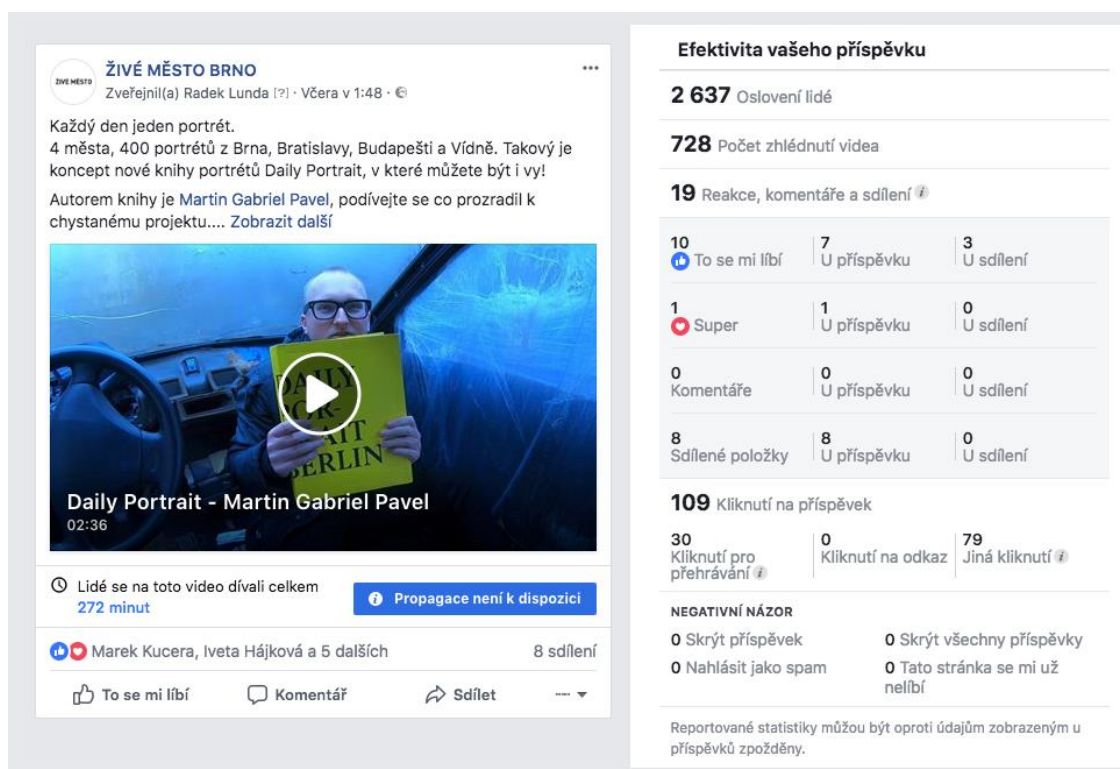 ŽIVÉ MĚSTO
ŽIVÉ MĚSTO BRNO
Zveřejnil(a) Radek Lunda [?] · Včera v 1:48 ·
Každý den jeden portrét.
4 města, 400 portrétů z Brna, Bratislavy, Budapešti a Vídně. Takový je
koncept nové knihy portrétů Daily Portrait, v které můžete být i vy!
Autorem knihy je Martin Gabriel Pavel, podívejte se co prozradil k
chystanému projektu.... Zobrazit další
DAILY
POR-
TRAIT
BERLIN
Daily Portrait - Martin Gabriel Pavel
02:36
Lidé se na toto video dívali celkem
272 minut
Propagace není k dispozici
Marek Kucera, Iveta Hájková a 5 dalších
8 sdílení
To se mi líbí
Komentář
Sdílet
Efektivita vašeho příspěvku
2 637 Oslovení lidé
728 Počet zhlédnutí videa
19 Reakce, komentáře a sdílení
10 7 3
To se mi líbí U příspěvku U sdílení
1 1 0
Super U příspěvku U sdílení
0 0 0
Komentáře U příspěvku U sdílení
8 8 0
Sdílené položky U příspěvku U sdílení
109 Kliknutí na příspěvek
30 0 79
Kliknutí pro Kliknutí na odkaz Jiná kliknutí
přehrávání
NEGATIVNÍ NÁZOR
0 Skrýt příspěvek 0 Skrýt všechny příspěvky
0 Nahlásit jako spam 0 Tato stránka se mi už
nelíbí
Reportované statistiky můžou být oproti údajům zobrazeným u
příspěvků zpožděny.